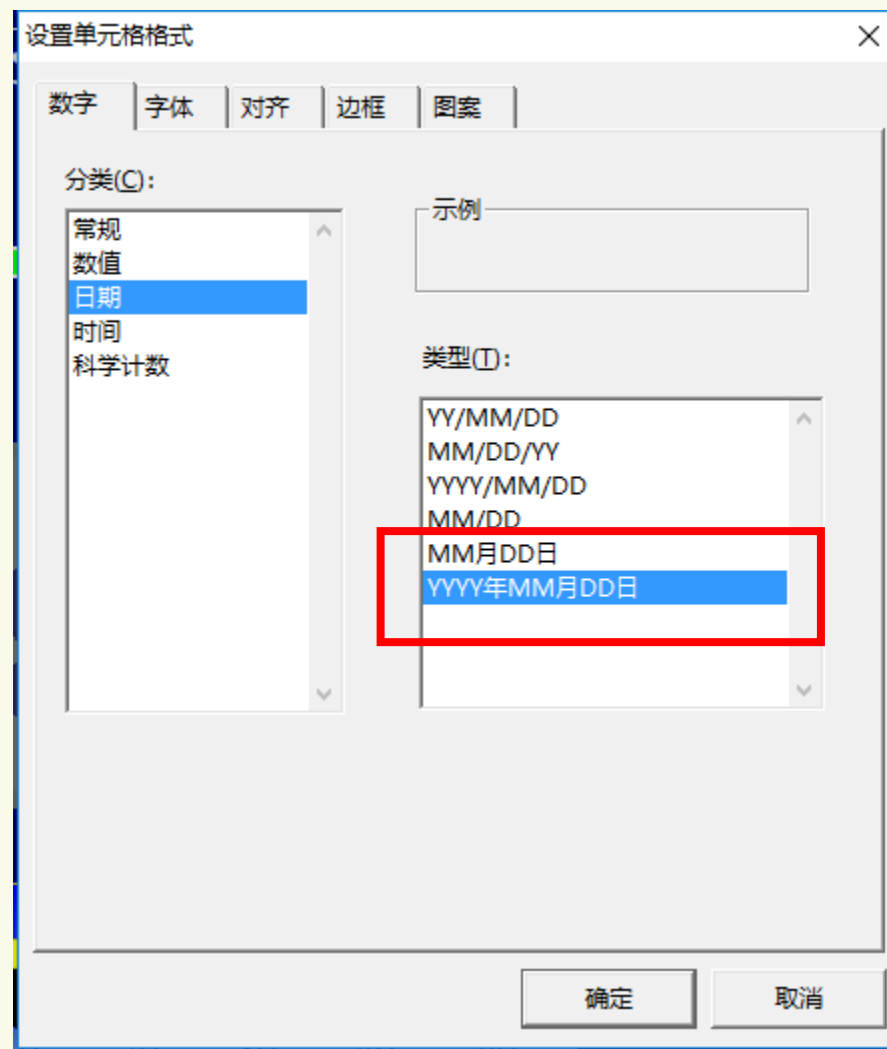 设置单元格格式
数字 字体 对齐 边框 图案
分类(C):
常规
数值
日期
时间
科学计数
示例
类型(T):
YY/MM/DD
MM/DD/YY
YYYY/MM/DD
MM/DD
MM月DD日
YYYY年MM月DD日
确定 取消